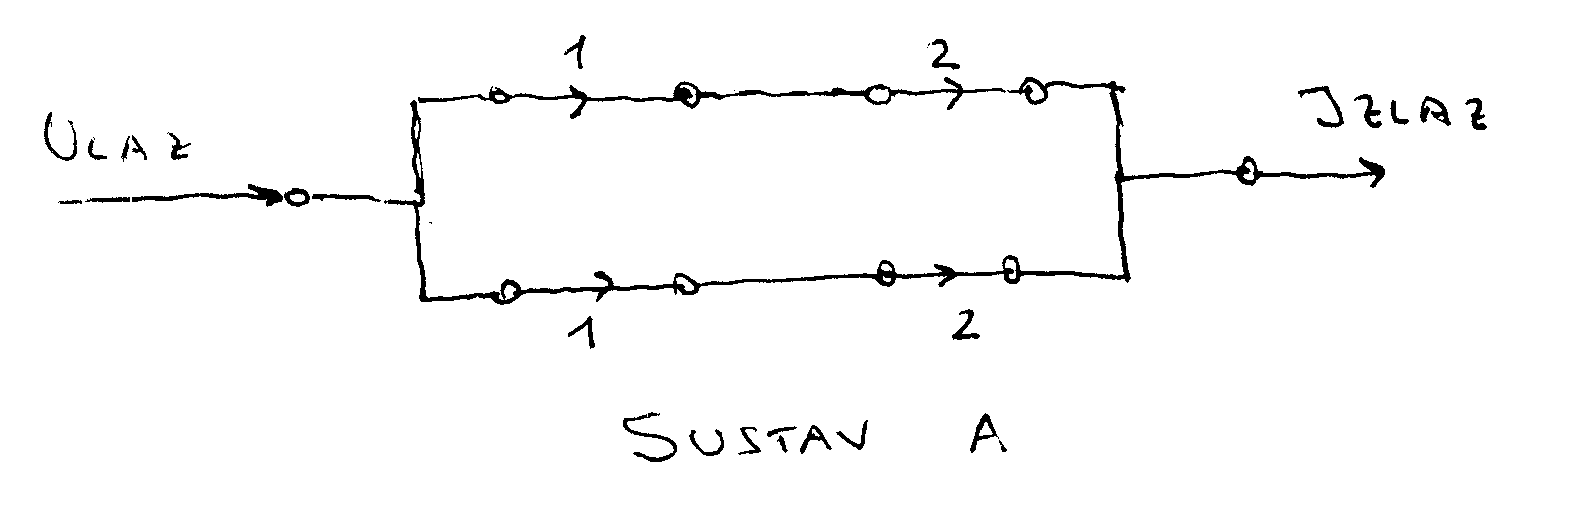 1 2
ULAZ IZLAZ
1 2
SUSTAV A